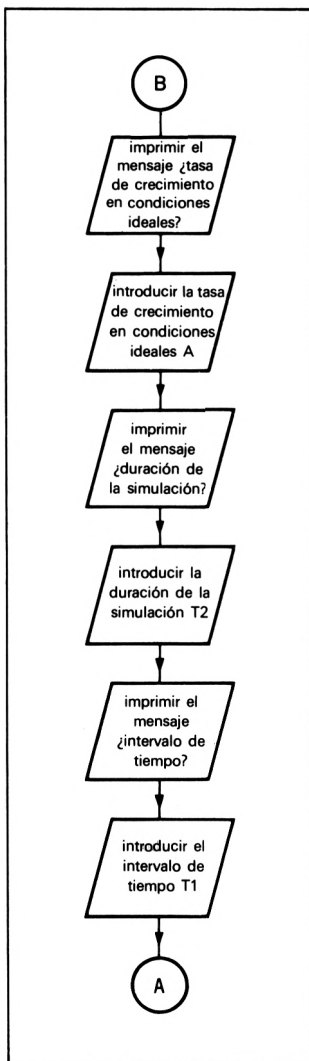 B
imprimir el
mensaje ¿tasa
de crecimiento
en condiciones
ideales?
introducir la tasa
de crecimiento
en condiciones
ideales A
imprimir
el mensaje
¿duración de
la simulación?
introducir la
duración de la
simulación T2
imprimir el
mensaje
¿intervalo de
tiempo?
introducir el
intervalo de
tiempo T1
A